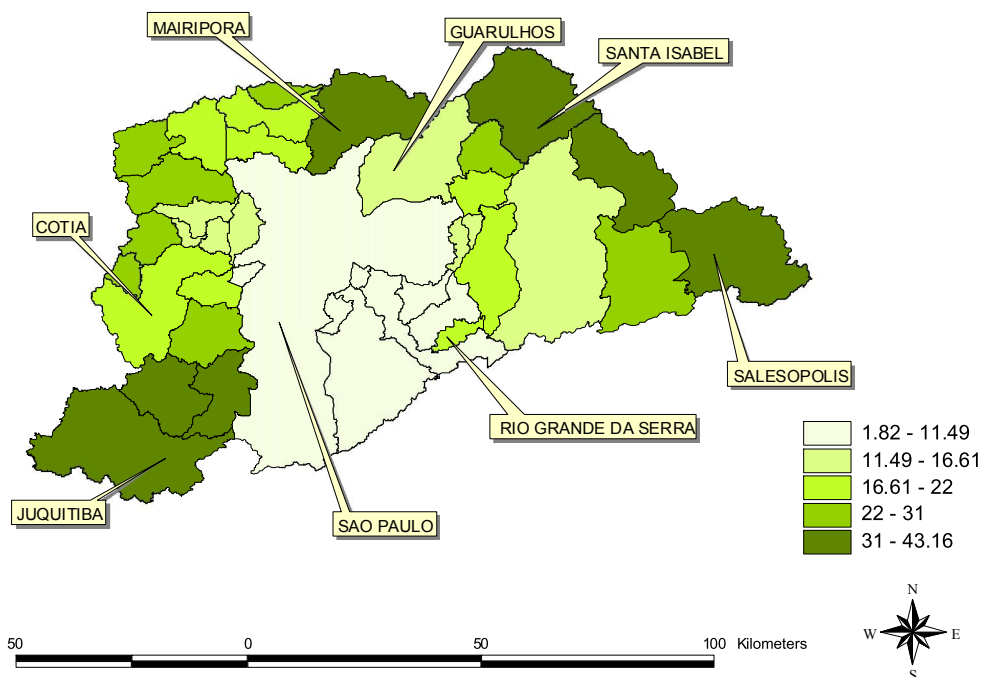 MAIRIPORA
GUARULHOS
SANTA ISABEL
COTIA
SALESOPOLIS
RIO GRANDE DA SERRA
JUQUITIBA
SAO PAULO
1.82 - 11.49
11.49 - 16.61
16.61 - 22
22 - 31
31 - 43.16
50 0 50 100 Kilometers
N
W E
S